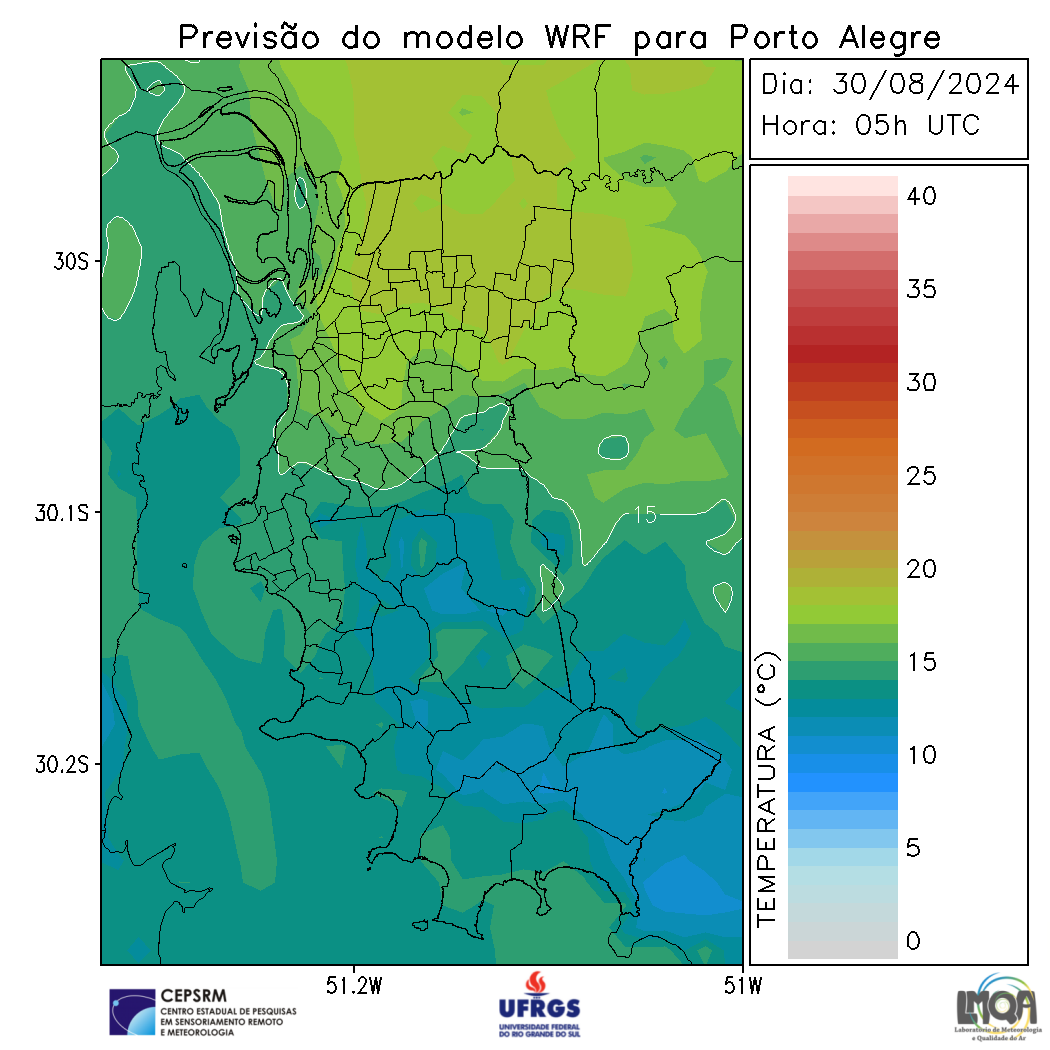 Previsão do modelo WRF para Porto Alegre
Dia: 30/08/2024
Hora: 05h UTC
30S
30.1S
30.2S
51.2W
51W
15
TEMPERATURA (°C)
40
35
30
25
20
15
10
5
0
CEPSRM
CENTRO ESTADUAL DE PESQUISAS
EM SENSORIAMENTO REMOTO
E METEOROLOGIA
UFRGS
UNIVERSIDADE FEDERAL
DO RIO GRANDE DO SUL
LMQA
Laboratório de Meteorologia
e Qualidade do Ar